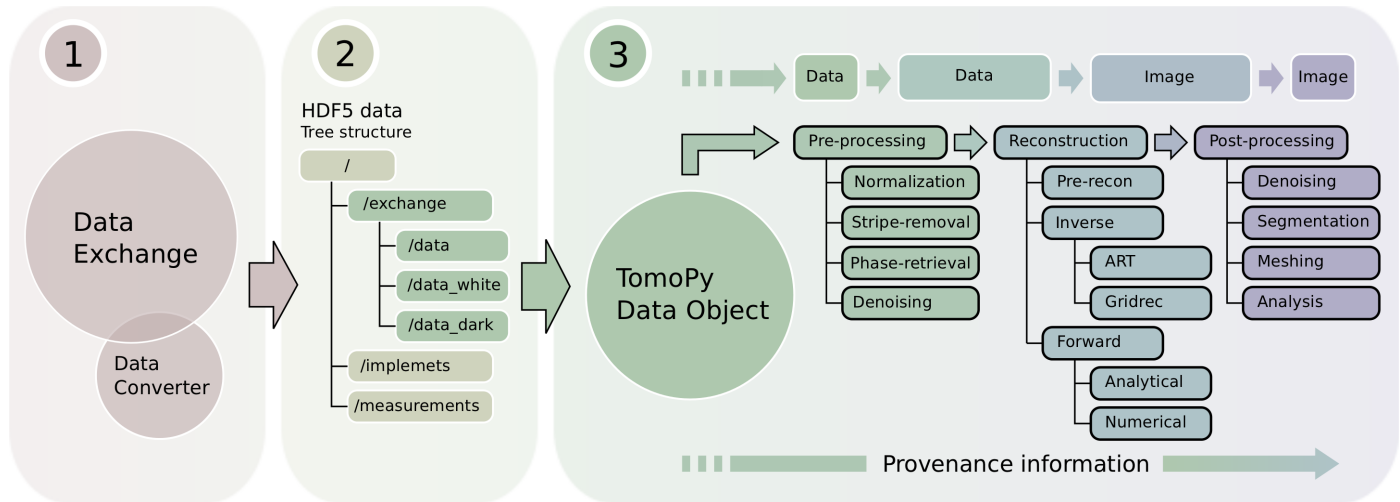 1
Data
Exchange
Data
Converter
2
HDF5 data
Tree structure
/
/exchange
/data
/data_white
/data_dark
/implemets
/measurements
3
Data
Data
Image
Image
TomoPy
Data Object
Pre-processing
Normalization
Stripe-removal
Phase-retrieval
Denoising
Reconstruction
Pre-recon
Inverse
ART
Gridrec
Forward
Analytical
Numerical
Post-processing
Denoising
Segmentation
Meshing
Analysis
Provenance information